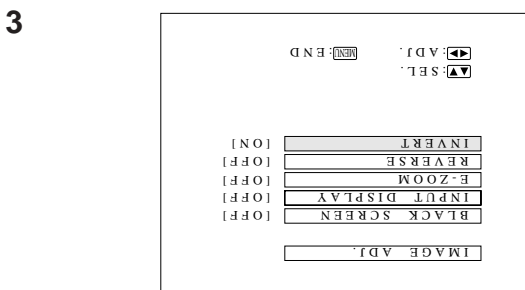 3
IMAGE ADJ.
BLACK SCREEN [OFF]
INPUT DISPLAY [OFF]
E-ZOOM [OFF]
REVERSE [OFF]
INVERT [ON]
▲▼:SEL.
◀▶:ADJ. MENU:END